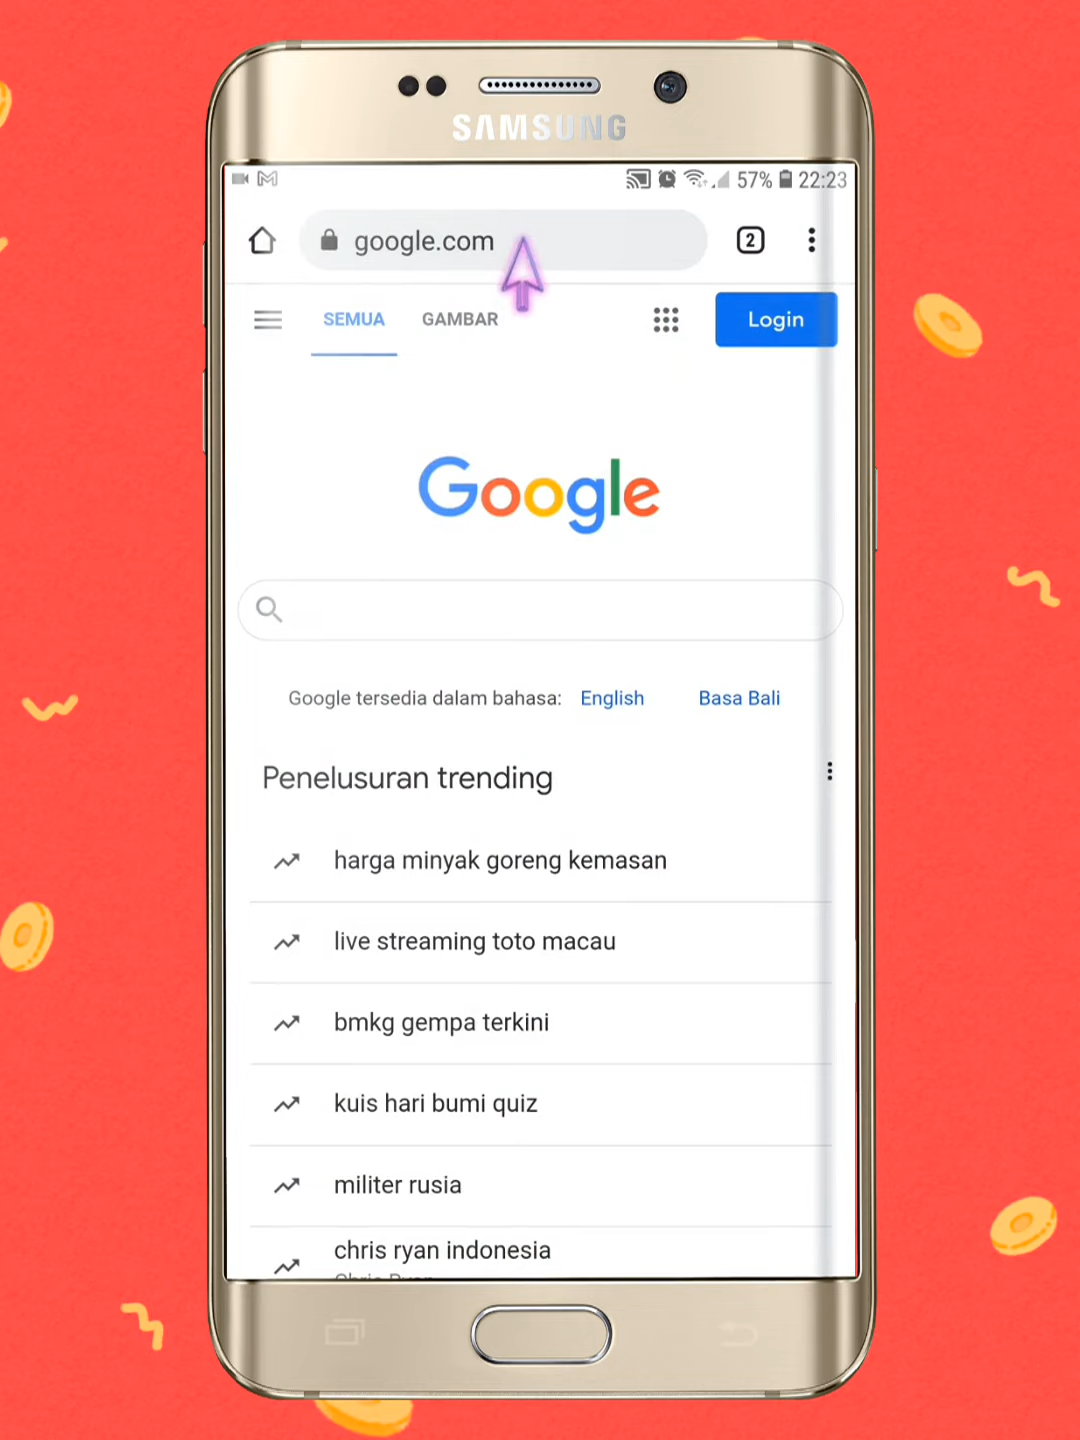 SAMSUNG
57% 22:23
google.com 2
SEMUA GAMBAR Login
Google
Google tersedia dalam bahasa: English Basa Bali
Penelusuran trending
harga minyak goreng kemasan
live streaming toto macau
bmkg gempa terkini
kuis hari bumi quiz
militer rusia
chris ryan indonesia